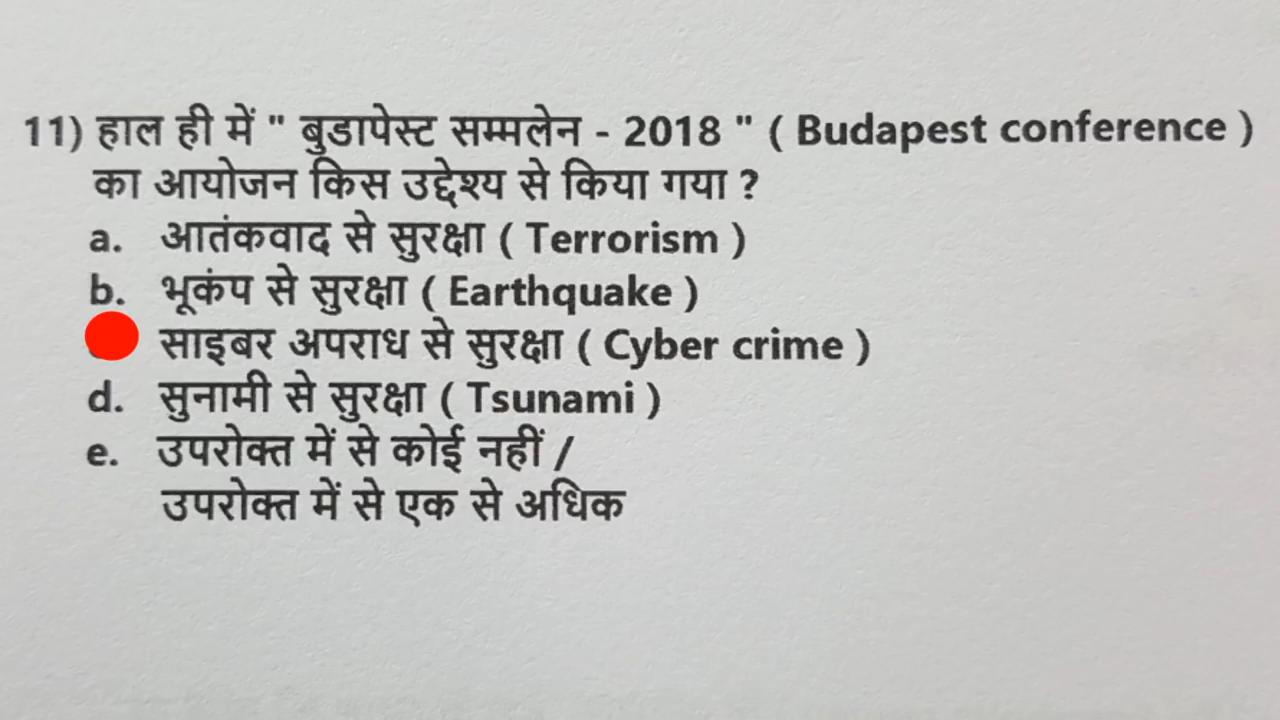 11) हाल ही में " बुडापेस्ट सम्मलेन - 2018 " ( Budapest conference )
का आयोजन किस उद्देश्य से किया गया ?
a. आतंकवाद से सुरक्षा ( Terrorism )
b. भूकंप से सुरक्षा ( Earthquake )
साइबर अपराध से सुरक्षा ( Cyber crime )
d. सुनामी से सुरक्षा ( Tsunami )
e. उपरोक्त में से कोई नहीं /
उपरोक्त में से एक से अधिक